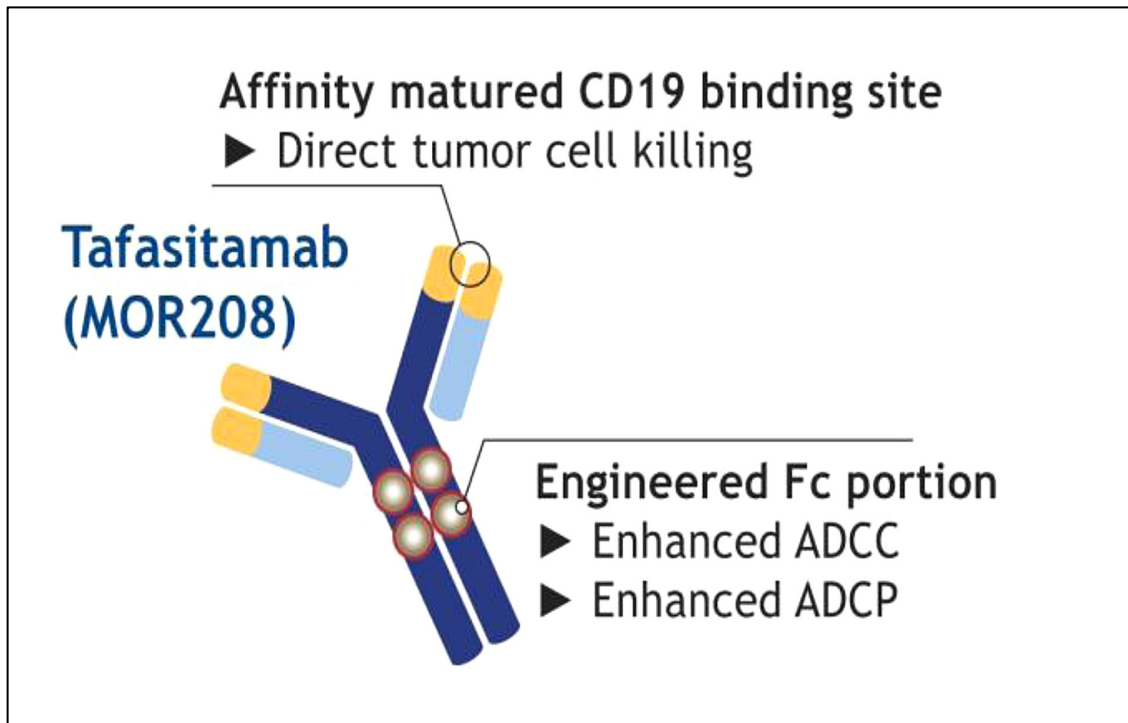 Affinity matured CD19 binding site
▶ Direct tumor cell killing
Tafasitamab
(MOR208)
Engineered Fc portion
▶ Enhanced ADCC
▶ Enhanced ADCP